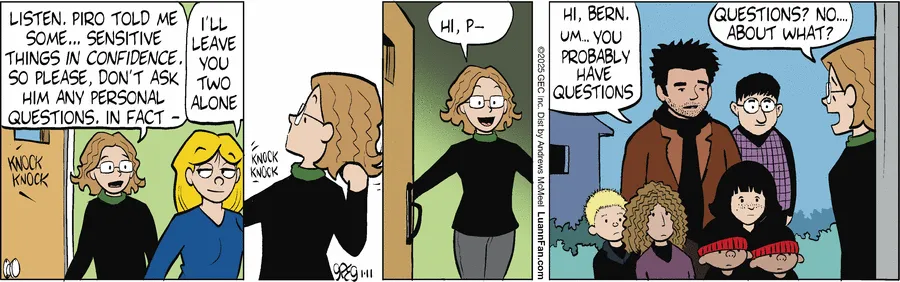 LISTEN. PIRO TOLD ME
SOME... SENSITIVE
THINGS IN CONFIDENCE.
SO PLEASE, DON'T ASK
HIM ANY PERSONAL
QUESTIONS. IN FACT -
I'LL
LEAVE
YOU
TWO
ALONE
KNOCK
KNOCK
KNOCK
KNOCK
GREG 1-11
HI, P-
©2025 GEC Inc. Dist by Andrews McMeel LuannFan.com
HI, BERN.
UM... YOU
PROBABLY
HAVE
QUESTIONS
QUESTIONS? NO....
ABOUT WHAT?